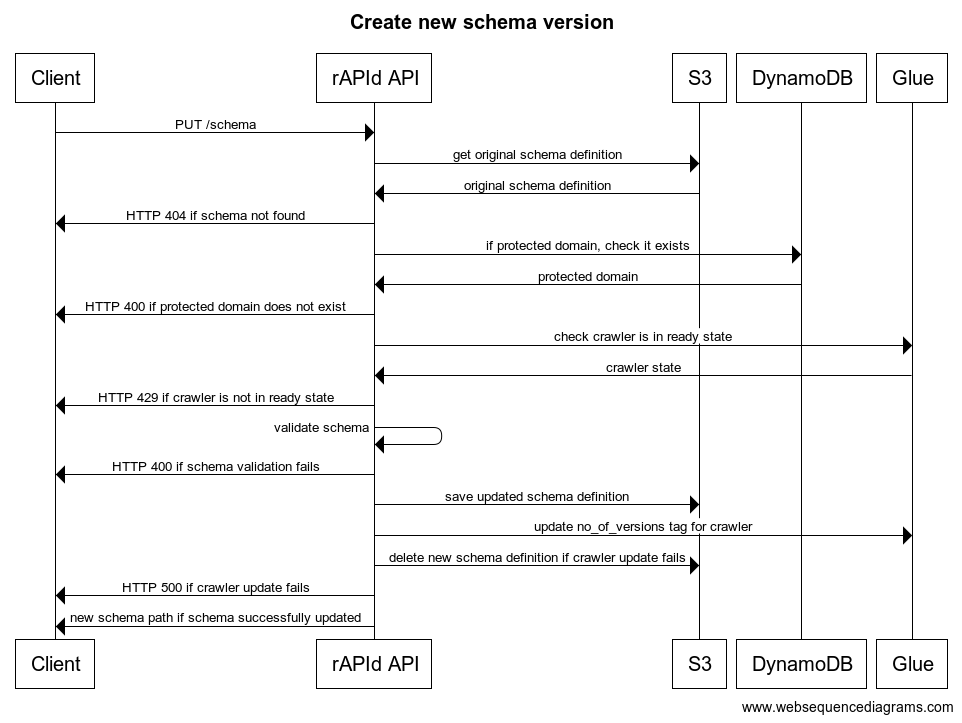 Create new schema version
Client rAPId API S3 DynamoDB Glue
PUT /schema
get original schema definition
original schema definition
HTTP 404 if schema not found
if protected domain, check it exists
protected domain
HTTP 400 if protected domain does not exist
check crawler is in ready state
crawler state
HTTP 429 if crawler is not in ready state
validate schema
HTTP 400 if schema validation fails
save updated schema definition
update no_of_versions tag for crawler
delete new schema definition if crawler update fails
HTTP 500 if crawler update fails
new schema path if schema successfully updated
Client rAPId API S3 DynamoDB Glue
www.websequencediagrams.com